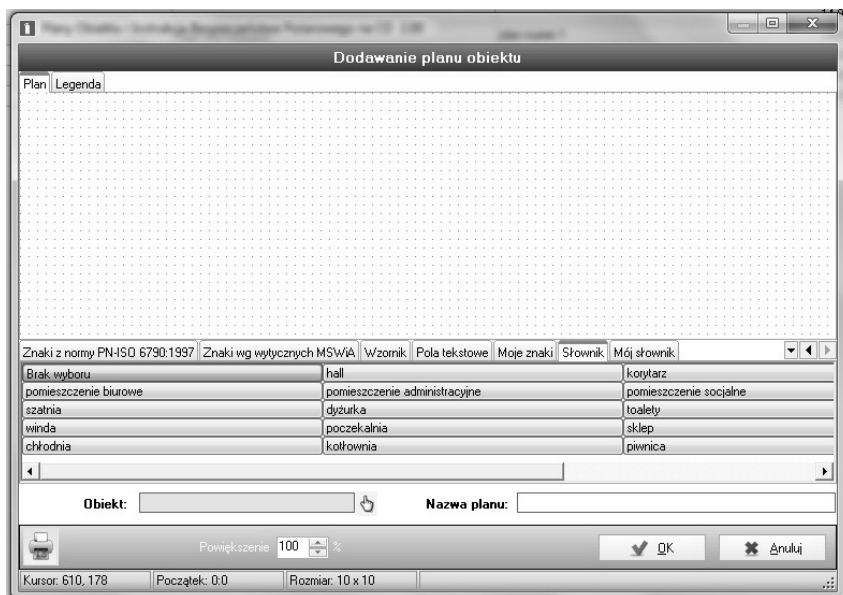 Dodawanie planu obiektu
Plan Legenda
Znaki z normy PN-ISO 6790:1997 Znaki wg wytycznych MSWiA Wzornik Pola tekstowe Moje znaki Słownik Mój słownik
Brak wyboru hall korytarz
pomieszczenie biurowe pomieszczenie administracyjne pomieszczenie socjalne
szatnia dyżurka toalety
winda poczekalnia sklep
chłodnia kotłownia piwnica
Obiekt: Nazwa planu:
Powiększenie 100 % OK Anuluj
Kursor: 610, 178 Początek: 0:0 Rozmiar: 10 x 10